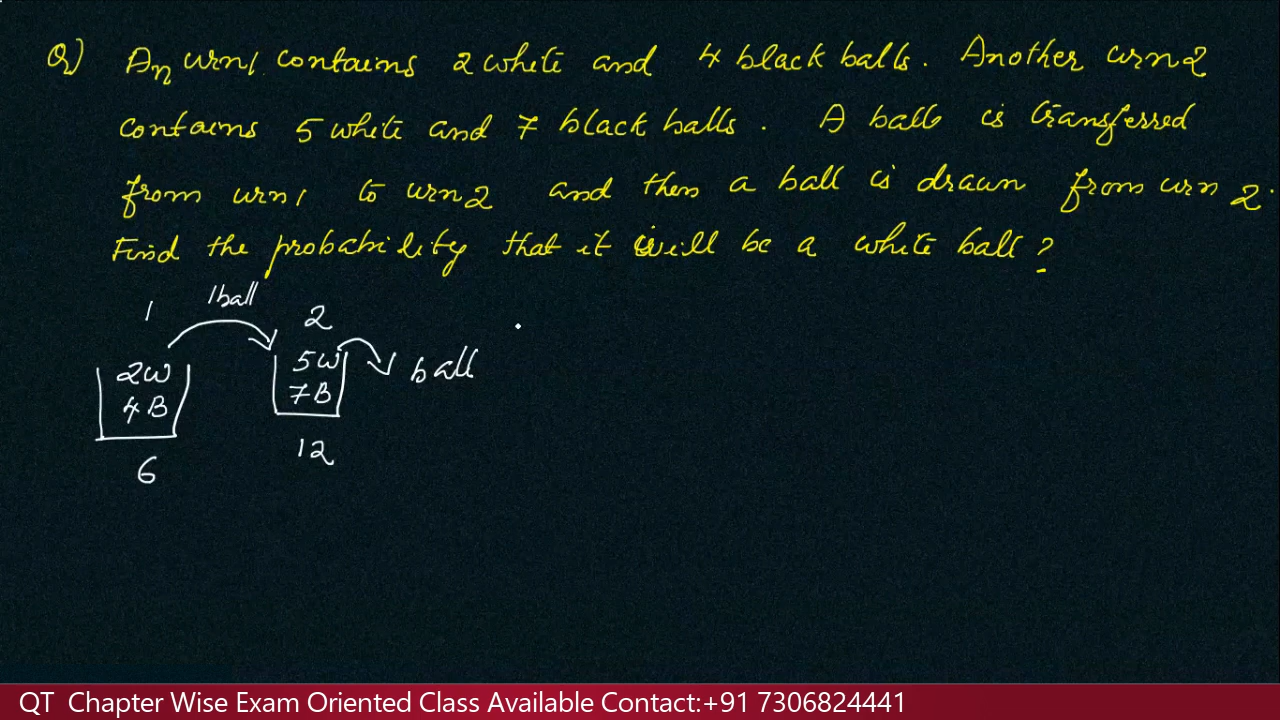 Q) An urn1 contains 2 white and 4 black balls. Another urn2
contains 5 white and 7 black balls. A ball is transferred
from urn1 to urn2 and then a ball is drawn from urn 2.
Find the probability that it will be a white ball?
1 1ball 2
2W 5W ball
4B 7B
6 12
QT Chapter Wise Exam Oriented Class Available Contact:+91 7306824441